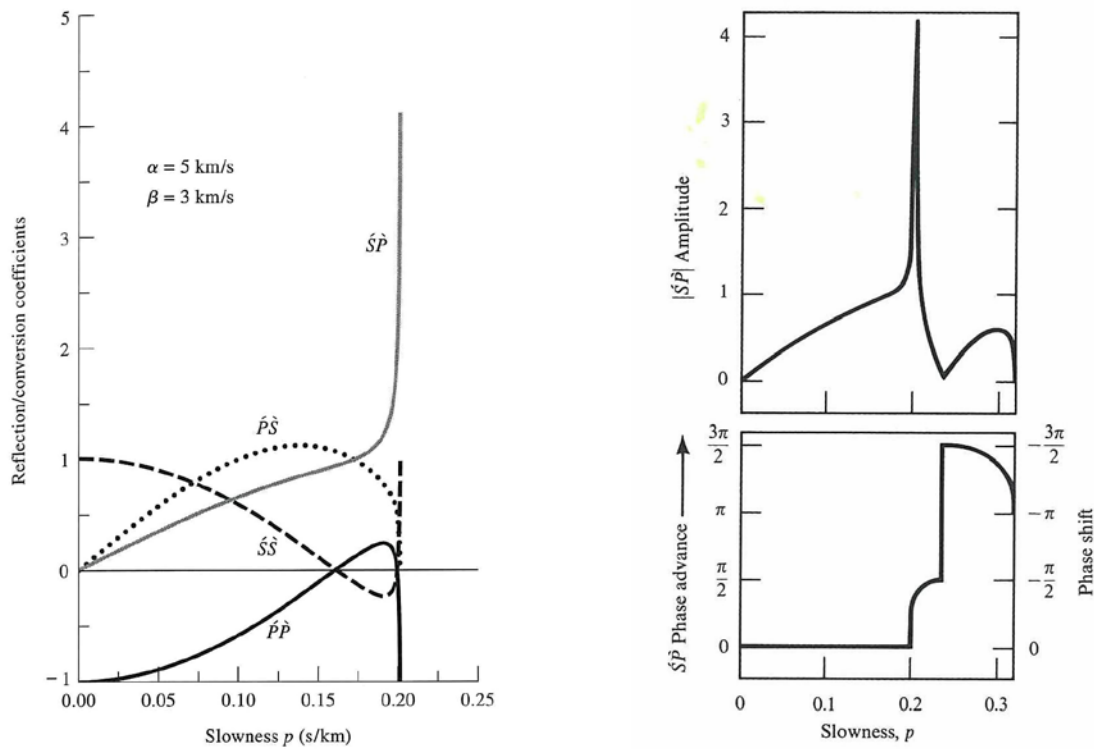 5
4
α = 5 km/s
β = 3 km/s
3
ŚP̀
2
ṔS̀
1
ŚS̀
0
ṔP̀
−1
0.00 0.05 0.10 0.15 0.20 0.25
Slowness p (s/km)
Reflection/conversion coefficients
4
3
2
1
0
|ŚP̀| Amplitude
3π/2
π
π/2
0
ŚP̀ Phase advance
−3π/2
−π
−π/2
0
Phase shift
0 0.1 0.2 0.3
Slowness, p